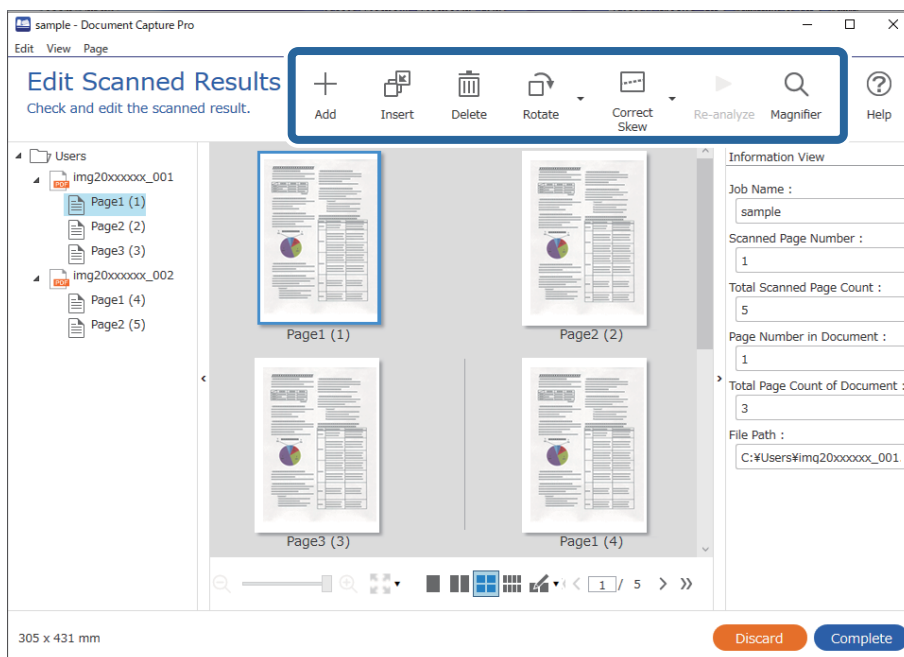 sample - Document Capture Pro
Edit View Page
Edit Scanned Results
Check and edit the scanned result.
Add
Insert
Delete
Rotate
Correct
Skew
Re-analyze
Magnifier
Help
Users
img20xxxxxx_001
PDF
Page1 (1)
Page2 (2)
Page3 (3)
img20xxxxxx_002
PDF
Page1 (4)
Page2 (5)
Page1 (1)
Page2 (2)
Page3 (3)
Page1 (4)
1 / 5
Information View
Job Name :
sample
Scanned Page Number :
1
Total Scanned Page Count :
5
Page Number in Document :
1
Total Page Count of Document :
3
File Path :
C:¥Users¥img20xxxxxx_001.
305 x 431 mm
Discard
Complete